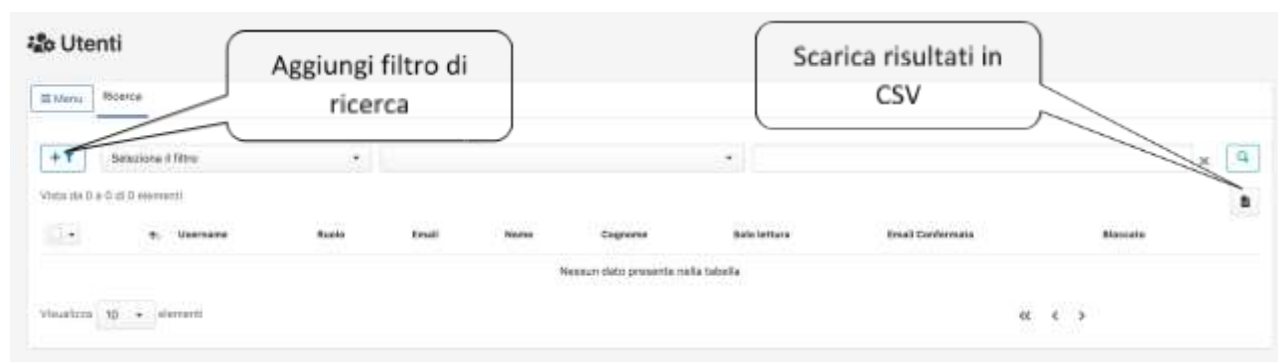 Utenti
Aggiungi filtro di
ricerca
Scarica risultati in
CSV
Menu Ricerca
+ Seleziona il filtro
Vista da 0 a 0 di 0 elementi
Username Ruolo Email Nome Cognome Sola lettura Email Confermata Bloccato
Nessun dato presente nella tabella
Visualizza 10 elementi
« < >